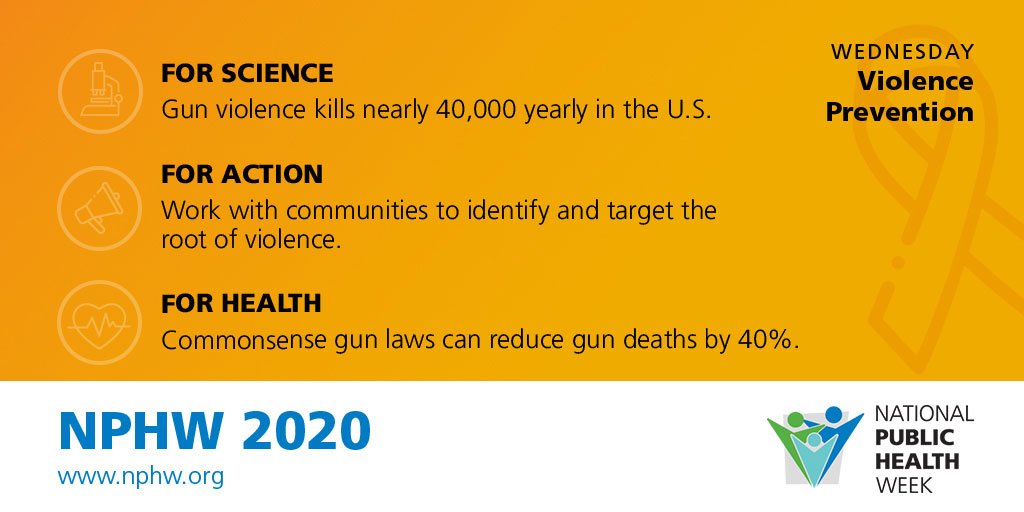 WEDNESDAY
Violence
Prevention
FOR SCIENCE
Gun violence kills nearly 40,000 yearly in the U.S.
FOR ACTION
Work with communities to identify and target the
root of violence.
FOR HEALTH
Commonsense gun laws can reduce gun deaths by 40%.
NPHW 2020
www.nphw.org
NATIONAL
PUBLIC
HEALTH
WEEK